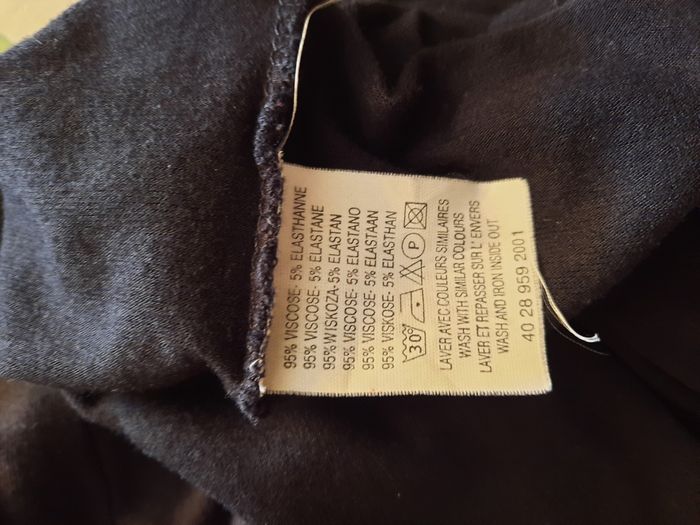 95% VISCOSE- 5% ELASTHANNE
95% VISCOSE- 5% ELASTANE
95% WISKOZA- 5% ELASTAN
95% VISCOSE- 5% ELASTANO
95% VISCOSE- 5% ELASTAAN
95% VISKOSE- 5% ELASTHAN
30° P
LAVER AVEC COULEURS SIMILAIRES
WASH WITH SIMILAR COLOURS
LAVER ET REPASSER SUR L' ENVERS
WASH AND IRON INSIDE OUT
40 28 959 2001